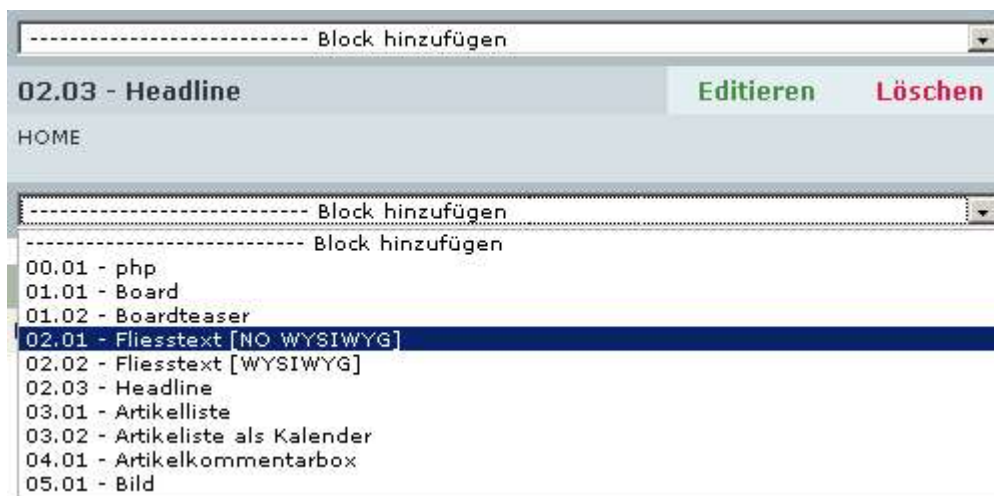 ---------------------------- Block hinzufügen
02.03 - Headline Editieren Löschen
HOME
---------------------------- Block hinzufügen
---------------------------- Block hinzufügen
00.01 - php
01.01 - Board
01.02 - Boardteaser
02.01 - Fliesstext [NO WYSIWYG]
02.02 - Fliesstext [WYSIWYG]
02.03 - Headline
03.01 - Artikelliste
03.02 - Artikeliste als Kalender
04.01 - Artikelkommentarbox
05.01 - Bild